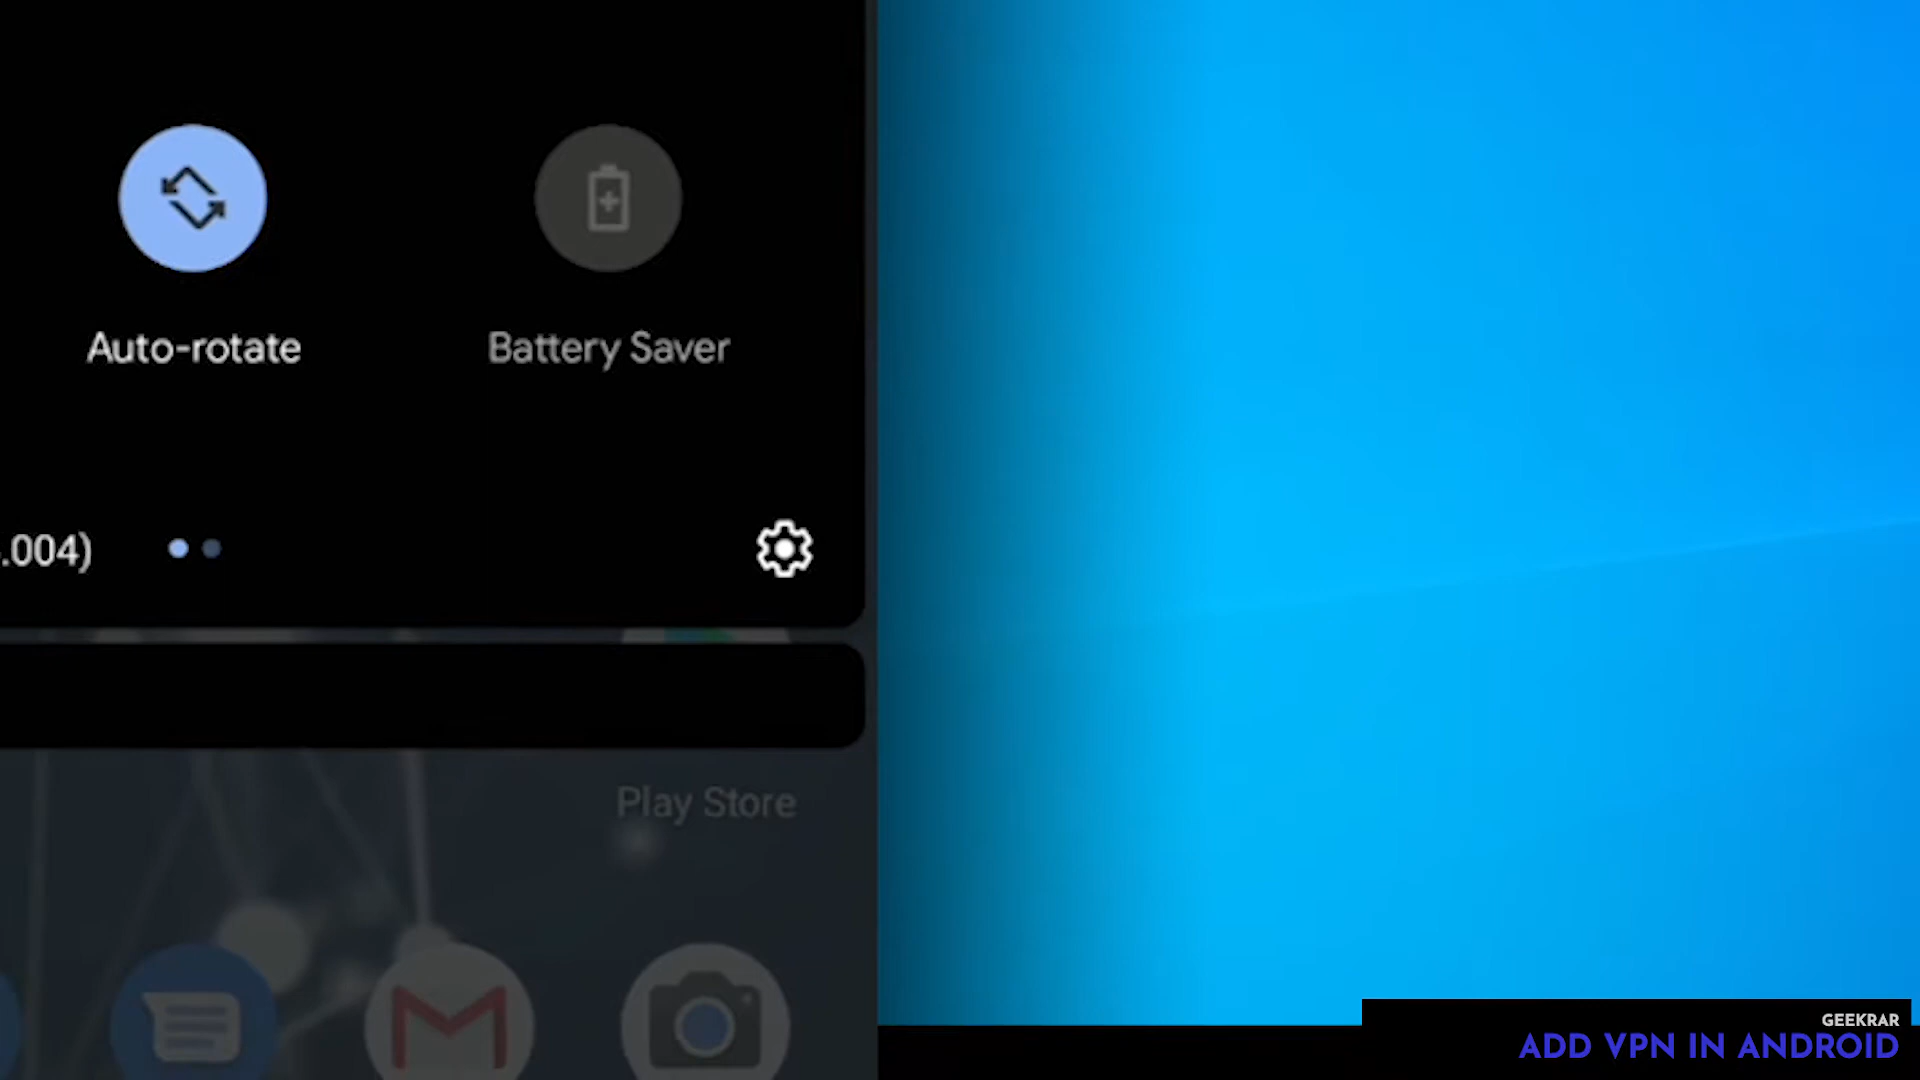 Auto-rotate
Battery Saver
.004)
Play Store
GEEKRAR
ADD VPN IN ANDROID